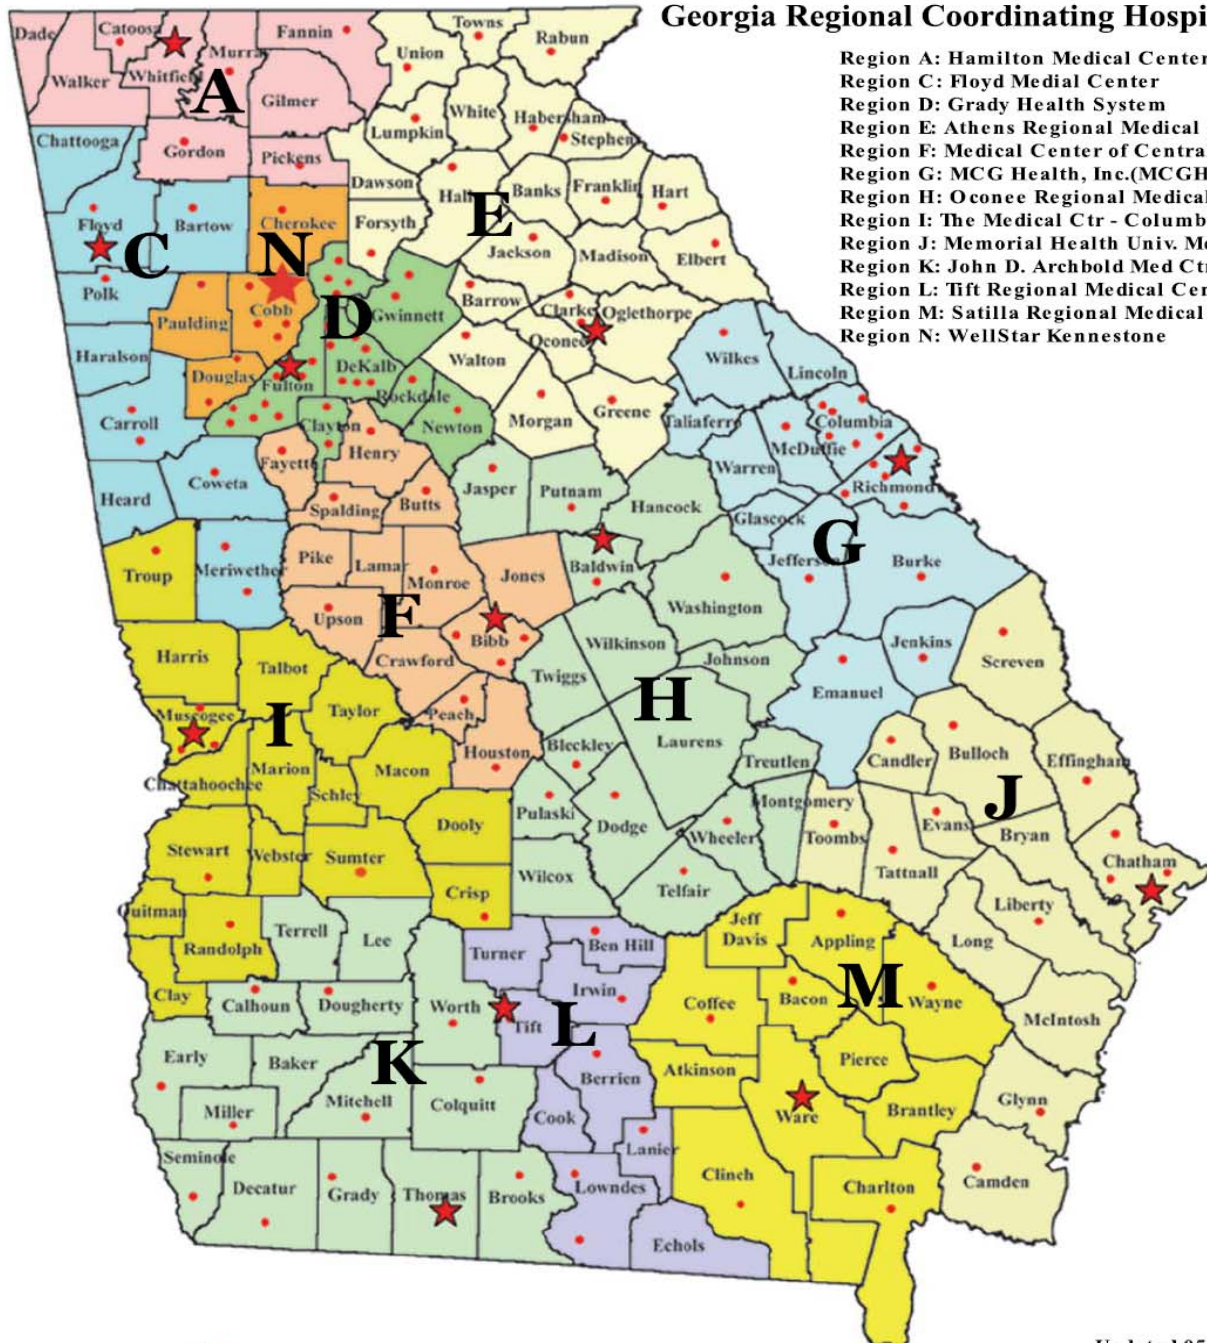 Georgia Regional Coordinating Hospi
Region A: Hamilton Medical Center
Region C: Floyd Medial Center
Region D: Grady Health System
Region E: Athens Regional Medical
Region F: Medical Center of Centra
Region G: MCG Health, Inc.(MCGH
Region H: Oconee Regional Medical
Region I: The Medical Ctr - Columb
Region J: Memorial Health Univ. Me
Region K: John D. Archbold Med Ctr
Region L: Tift Regional Medical Cen
Region M: Satilla Regional Medical
Region N: WellStar Kennestone
Dade
Catoosa
Fannin
Towns
Rabun
Union
Murray
Walker
Whitfield
A
Gilmer
White
Habersham
Lumpkin
Stephen
Chattooga
Gordon
Pickens
Dawson
Hall
Banks
Franklin
Hart
E
Floyd
Bartow
Cherokee
Forsyth
Jackson
Madison
Elbert
C
N
Polk
Cobb
D
Gwinnett
Barrow
Clarke
Oglethorpe
Paulding
Oconee
Haralson
Walton
Wilkes
Lincoln
Douglas
Fulton
DeKalb
Rockdale
Morgan
Greene
Carroll
Clayton
Newton
Taliaferro
Columbia
McDuffie
Fayette
Henry
Warren
Heard
Coweta
Jasper
Putnam
Hancock
Richmond
Spalding
Butts
Glascock
G
Troup
Meriwether
Pike
Lamar
Monroe
Jones
Baldwin
Jefferson
Burke
Upson
F
Washington
Bibb
Wilkinson
Jenkins
Harris
Talbot
Crawford
Johnson
Screven
Twiggs
Emanuel
H
Muscogee
I
Taylor
Peach
Houston
Bleckley
Laurens
Candler
Bulloch
Effingham
Chattahoochee
Marion
Macon
Treutlen
Schley
J
Pulaski
Montgomery
Stewart
Webster
Sumter
Dooly
Dodge
Wheeler
Toombs
Evans
Bryan
Chatham
Crisp
Wilcox
Telfair
Tattnall
Quitman
Randolph
Terrell
Lee
Liberty
Turner
Ben Hill
Jeff
Davis
Appling
Long
Clay
Calhoun
Dougherty
Worth
Irwin
Coffee
Bacon
M
Wayne
McIntosh
Tift
L
Early
Baker
K
Pierce
Berrien
Atkinson
Miller
Mitchell
Colquitt
Cook
Ware
Brantley
Glynn
Lanier
Seminole
Decatur
Grady
Thomas
Brooks
Lowndes
Clinch
Charlton
Camden
Echols